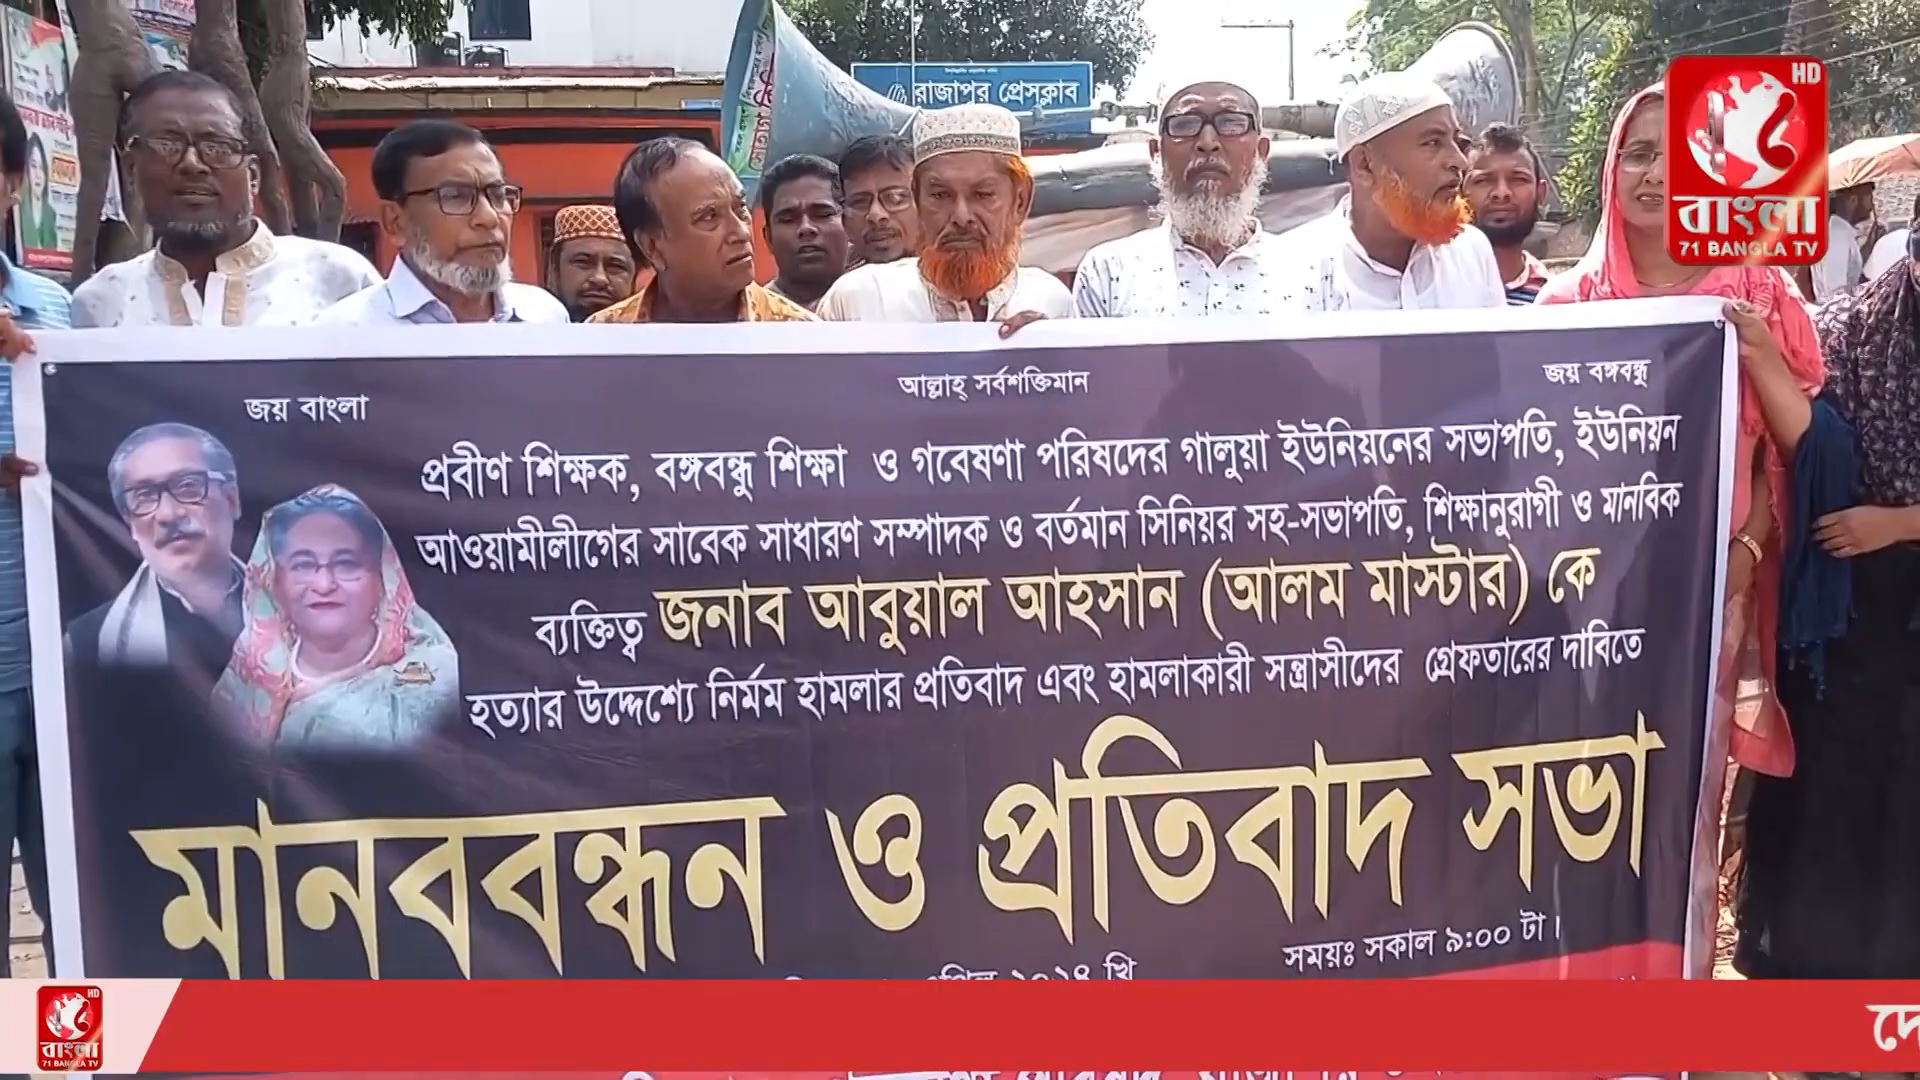 রাজাপুর প্রেসক্লাব
HD
বাংলা
71 BANGLA TV
জয় বাংলা
আল্লাহ্ সর্বশক্তিমান
জয় বঙ্গবন্ধু
প্রবীণ শিক্ষক, বঙ্গবন্ধু শিক্ষা ও গবেষণা পরিষদের গালুয়া ইউনিয়নের সভাপতি, ইউনিয়ন
আওয়ামীলীগের সাবেক সাধারণ সম্পাদক ও বর্তমান সিনিয়র সহ-সভাপতি, শিক্ষানুরাগী ও মানবিক
ব্যক্তিত্ব জনাব আবুয়াল আহসান (আলম মাস্টার) কে
হত্যার উদ্দেশ্যে নির্মম হামলার প্রতিবাদ এবং হামলাকারী সন্ত্রাসীদের গ্রেফতারের দাবিতে
মানববন্ধন ও প্রতিবাদ সভা
২০২৪ খ্রি
সময়ঃ সকাল ৯:০০ টা।
HD
বাংলা
71 BANGLA TV
দে